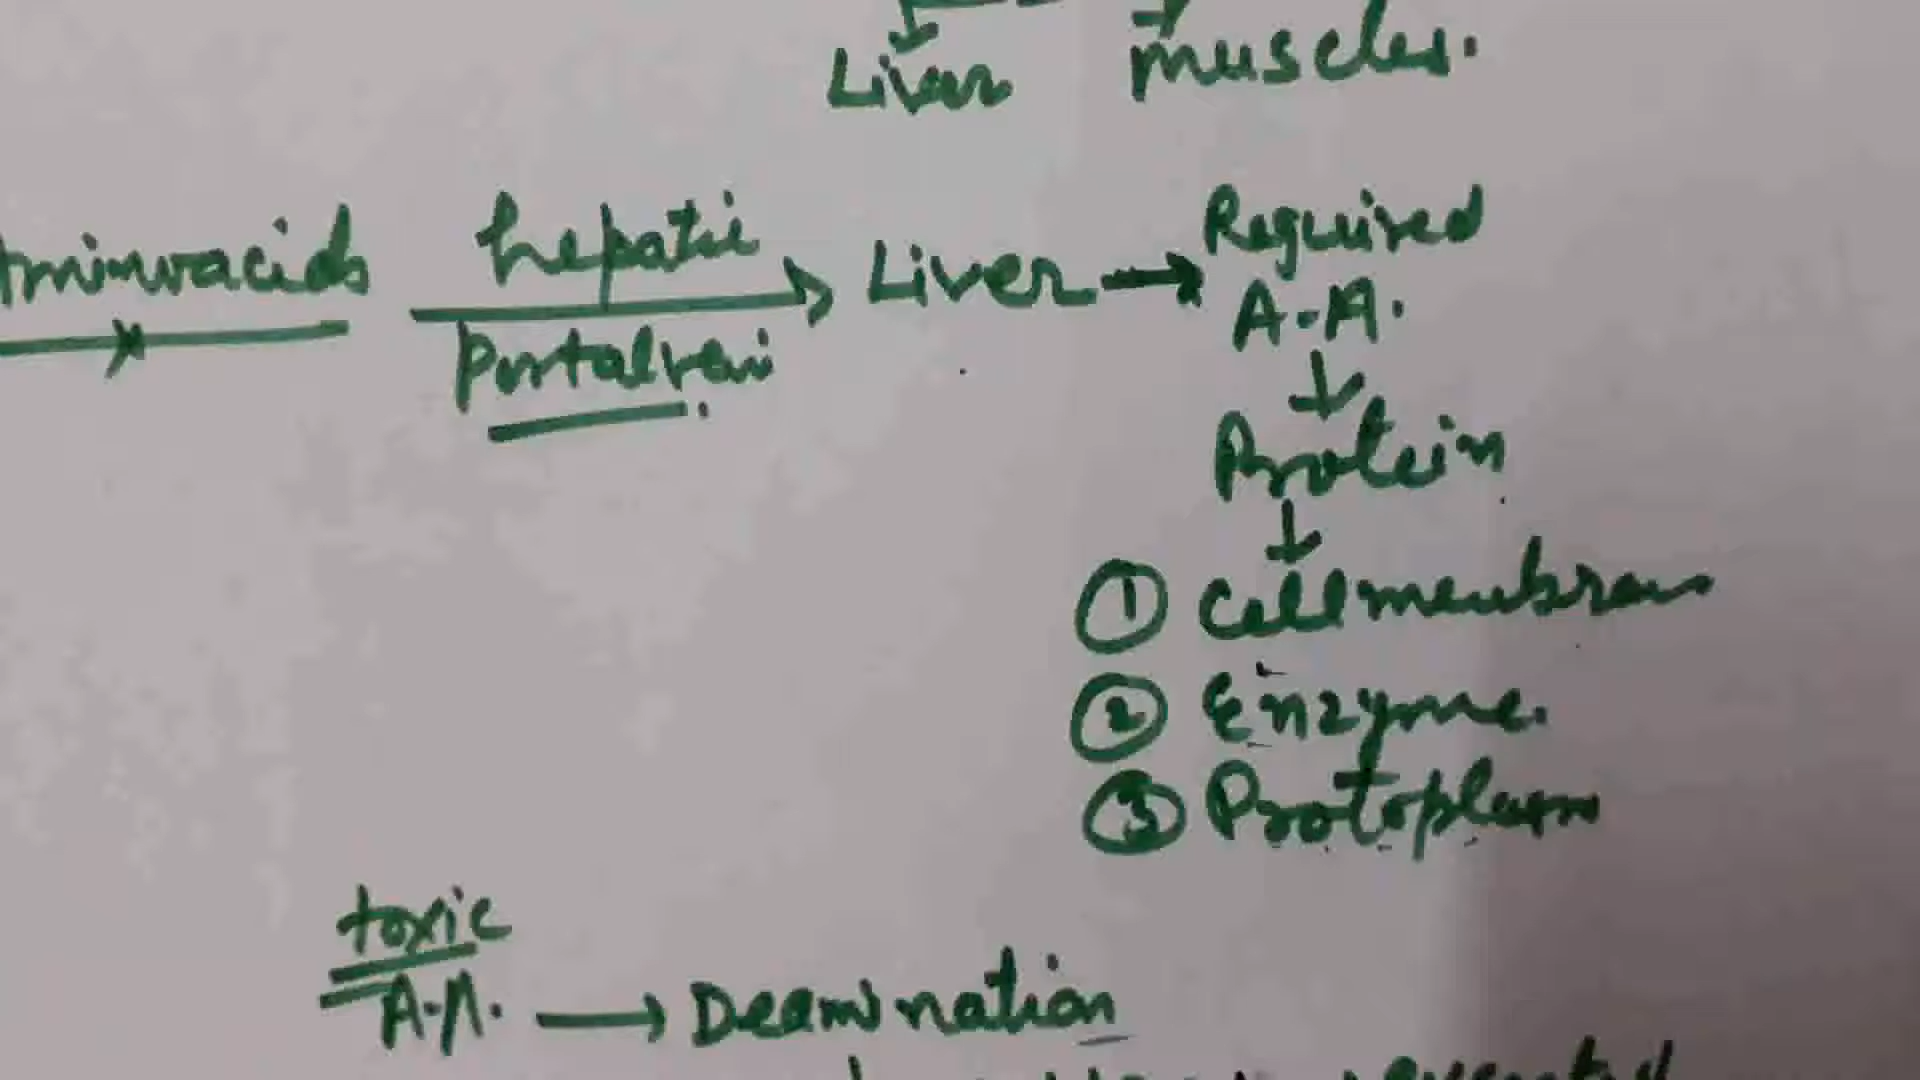 Liver muscles.
Aminoacids hepatic Liver → Required
Portalvein A.A.
↓
Protein
↓
① Cellmembrane
② Enzyme.
③ Protoplasm
toxic
A.A. → Deamination